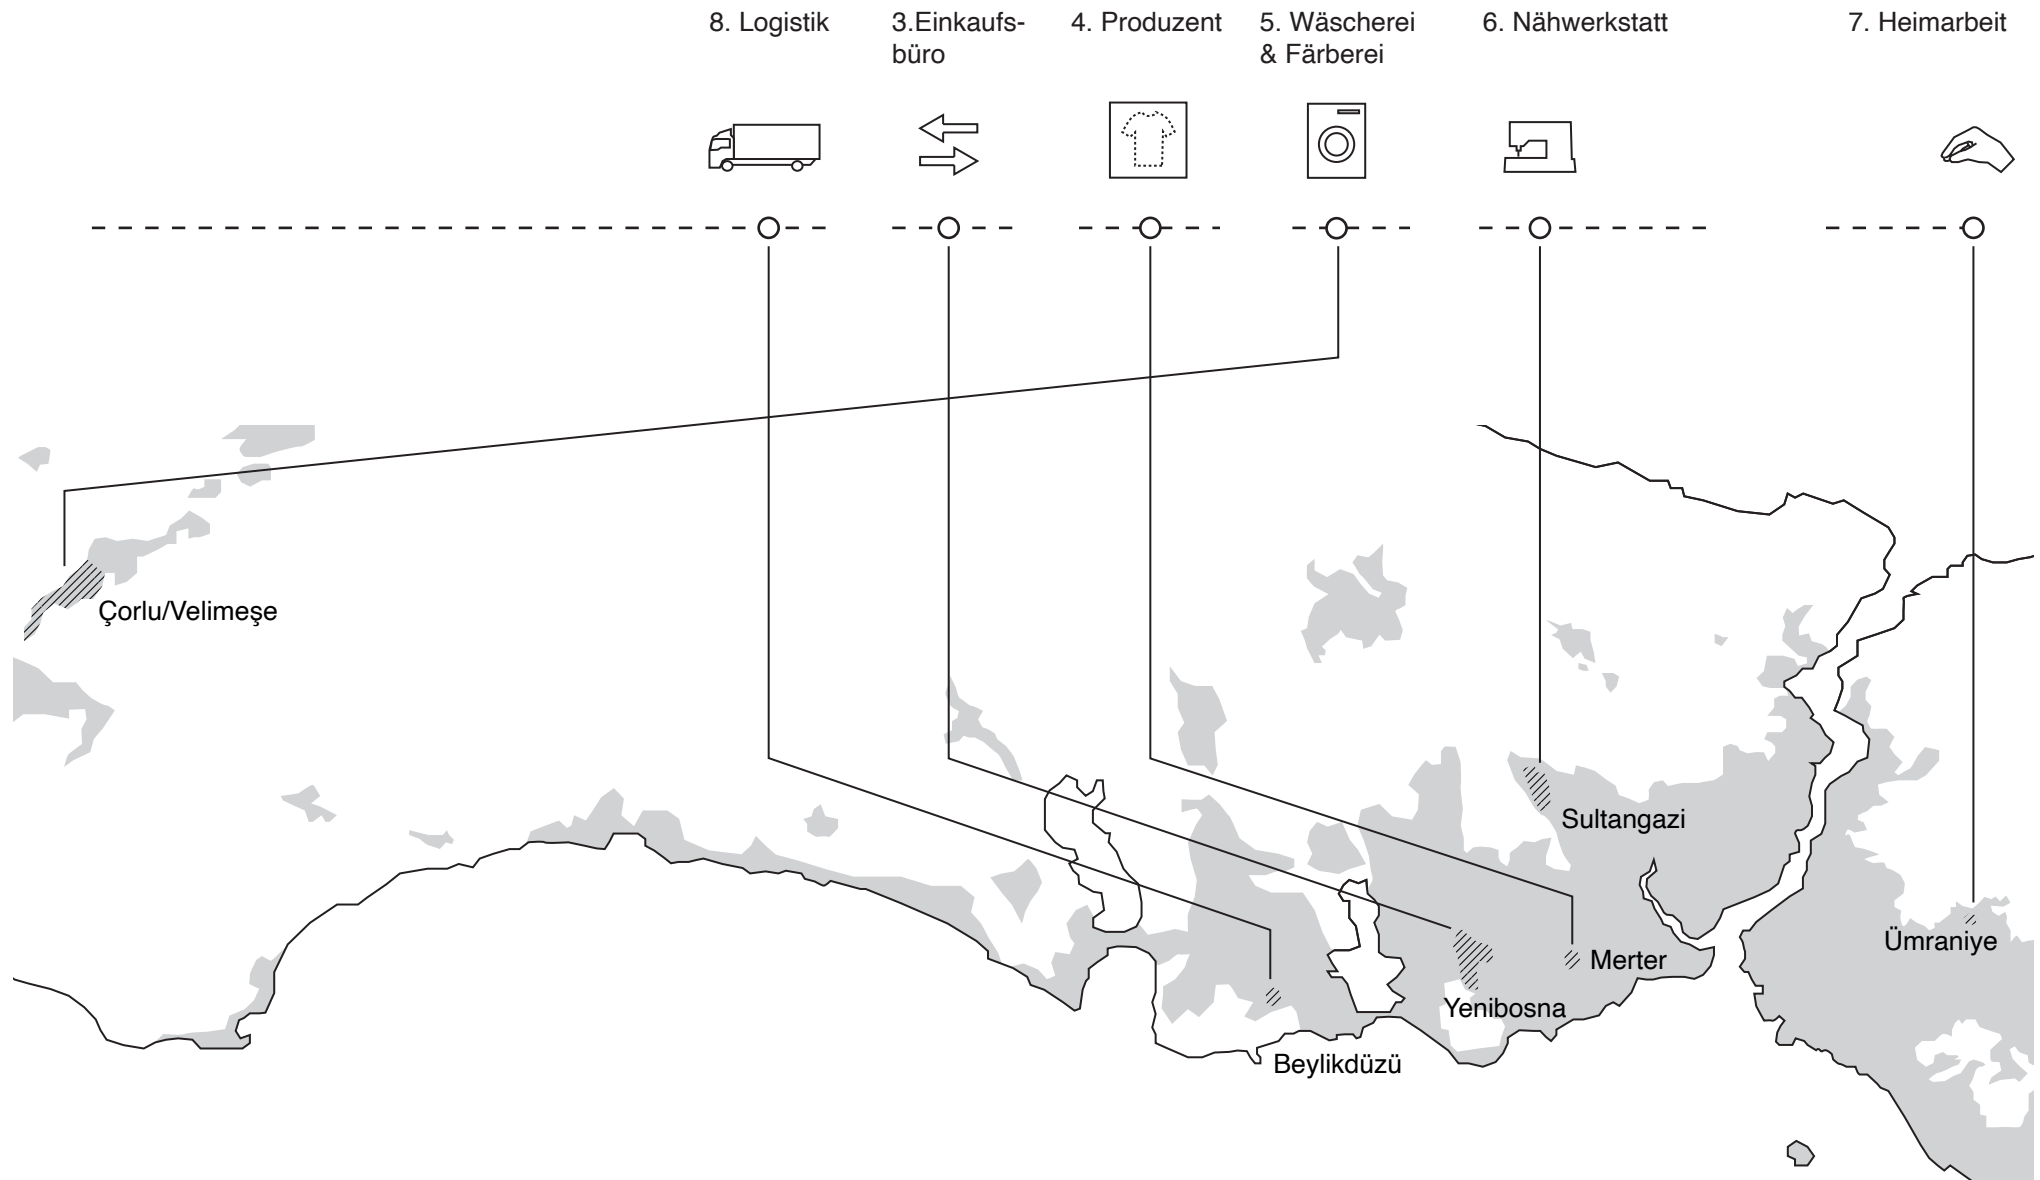 8. Logistik
3.Einkaufs-
büro
4. Produzent
5. Wäscherei
& Färberei
6. Nähwerkstatt
7. Heimarbeit
Çorlu/Velimeşe
Sultangazi
Ümraniye
Merter
Yenibosna
Beylikdüzü